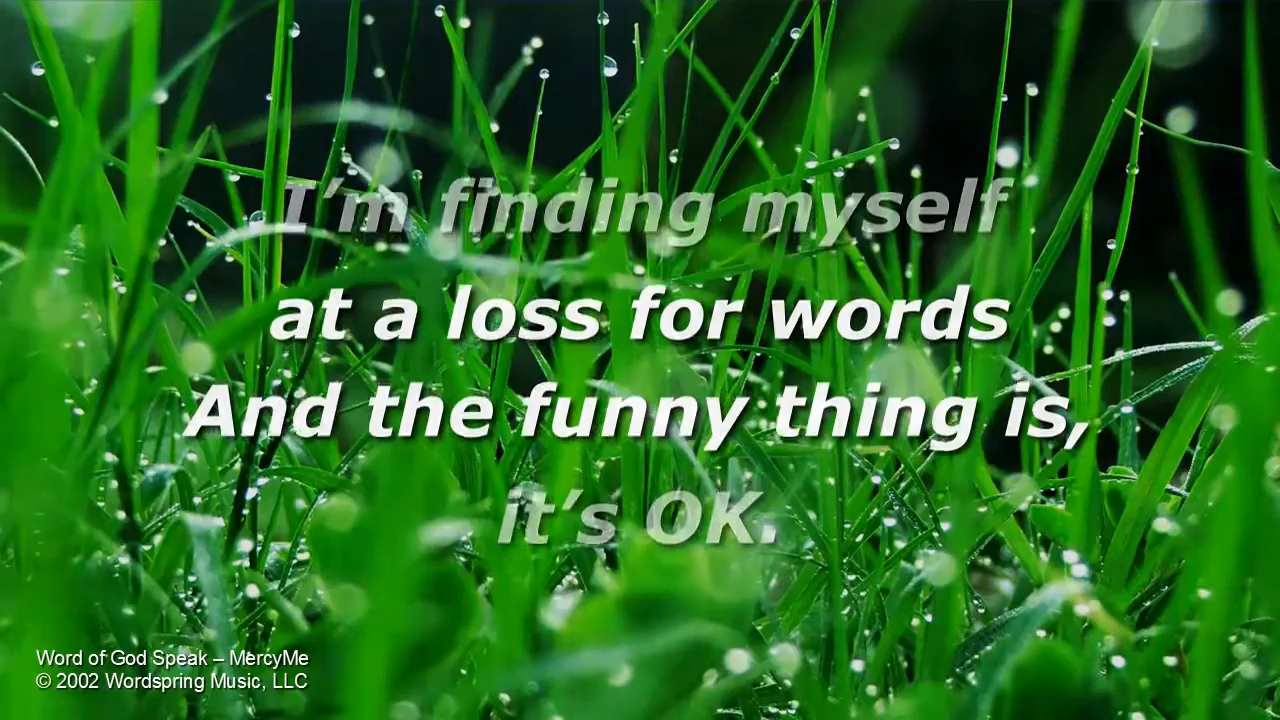 I’m finding myself
at a loss for words
And the funny thing is,
it’s OK.
Word of God Speak – MercyMe
© 2002 Wordspring Music, LLC